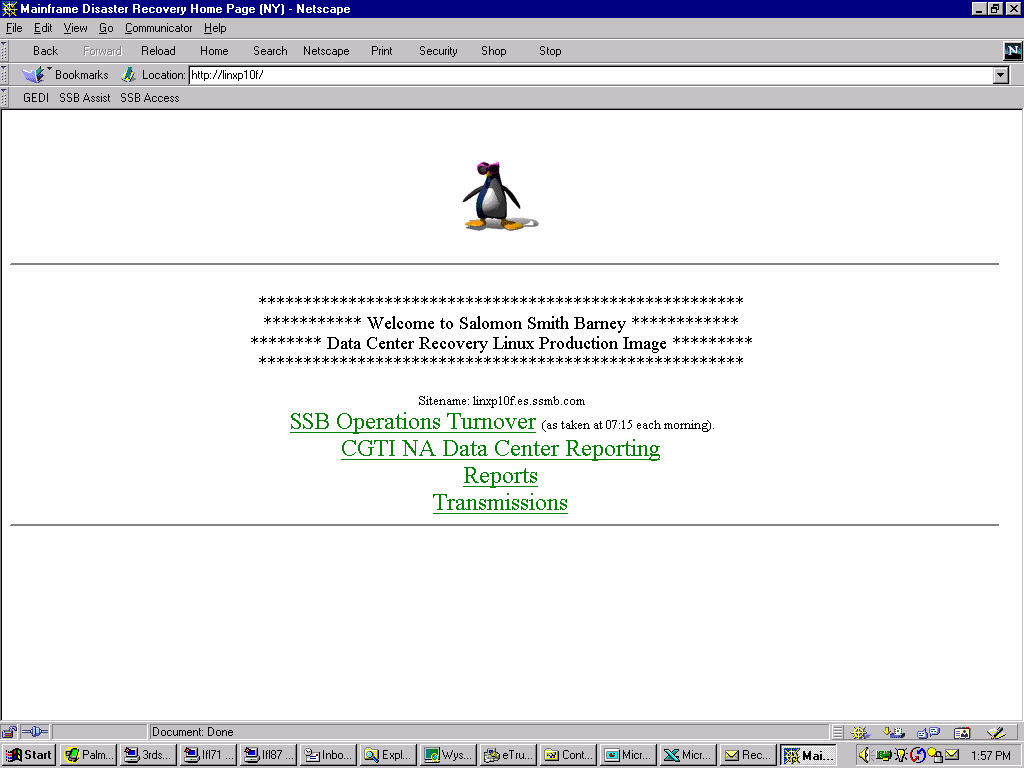 Mainframe Disaster Recovery Home Page (NY) - Netscape
File Edit View Go Communicator Help
Back Forward Reload Home Search Netscape Print Security Shop Stop
N
Bookmarks Location: http://linxp10f/
GEDI SSB Assist SSB Access
******************************************************
*********** Welcome to Salomon Smith Barney ************
******** Data Center Recovery Linux Production Image *********
******************************************************
Sitename: linxp10f.es.ssmb.com
SSB Operations Turnover (as taken at 07:15 each morning).
CGTI NA Data Center Reporting
Reports
Transmissions
Document: Done
Start Palm... 3rds... lfl71 ... lfl87 ... Inbo... Expl... Wys... eTru... Cont... Micr... Micr... Rec... Mai... 1:57 PM